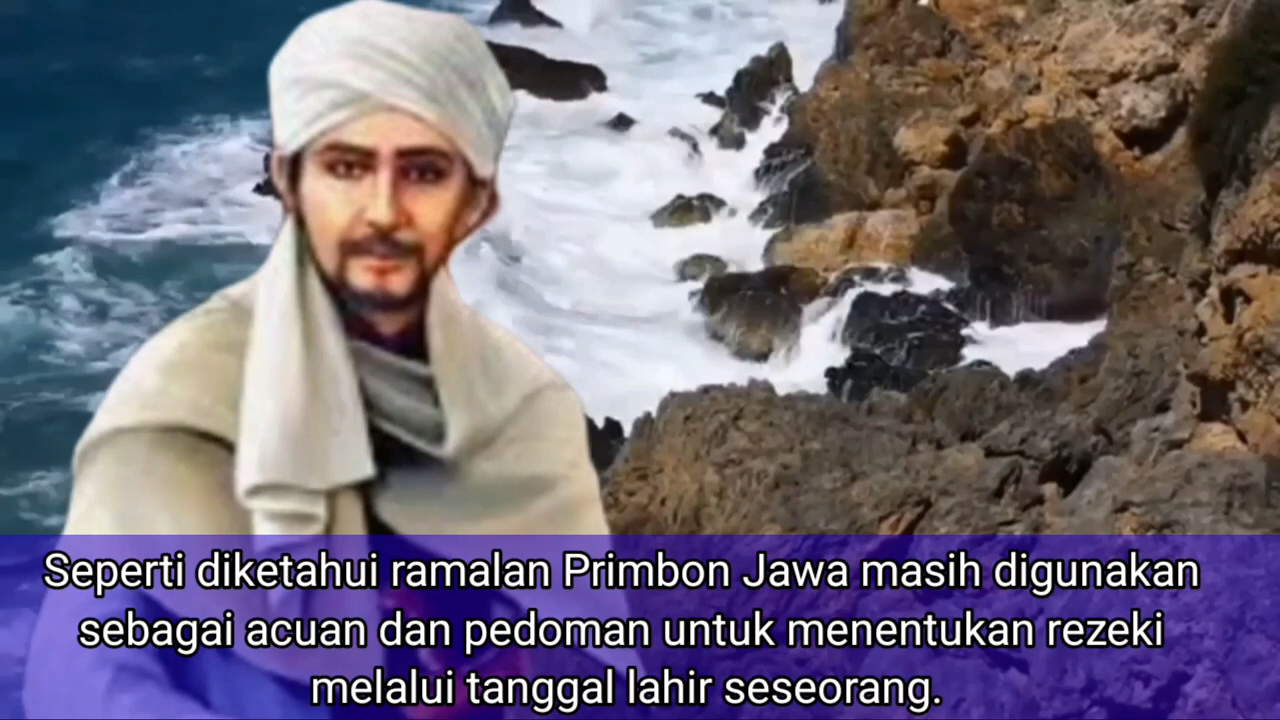 Seperti diketahui ramalan Primbon Jawa masih digunakan
sebagai acuan dan pedoman untuk menentukan rezeki
melalui tanggal lahir seseorang.